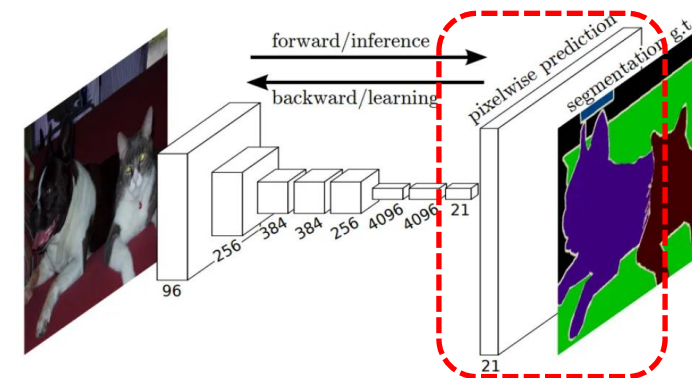 forward/inference
backward/learning
pixelwise prediction
segmentation g.t.
96
256
384
384
256
4096
4096
21
21